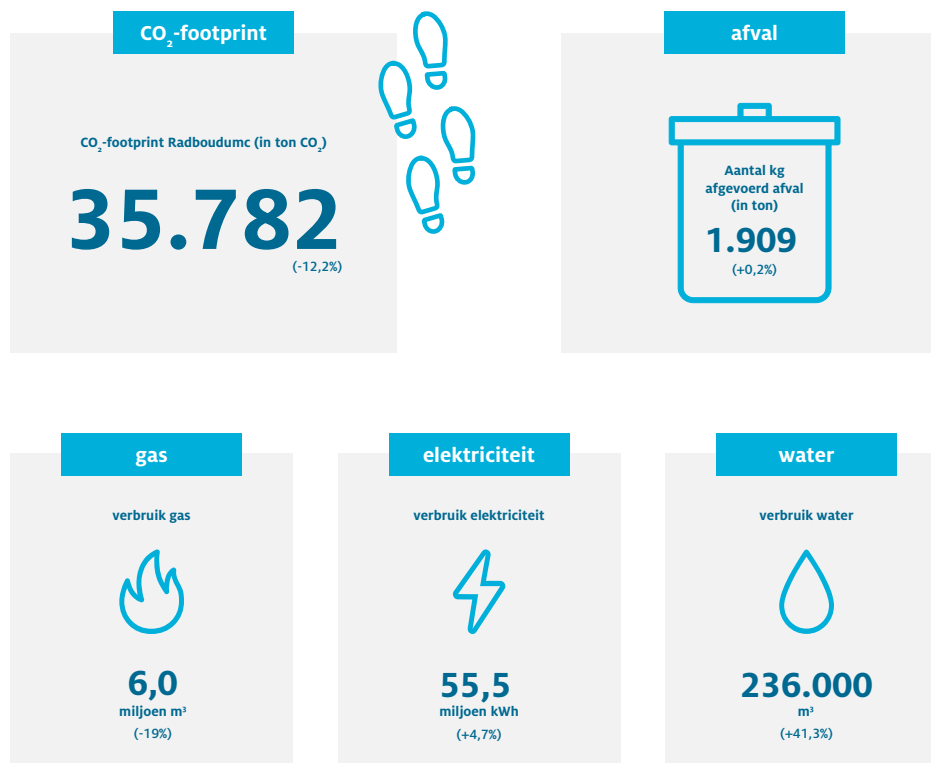 CO₂-footprint
CO₂-footprint Radboudumc (in ton CO₂)
35.782
(-12,2%)
afval
Aantal kg
afgevoerd afval
(in ton)
1.909
(+0,2%)
gas
verbruik gas
6,0
miljoen m³
(-19%)
elektriciteit
verbruik elektriciteit
55,5
miljoen kWh
(+4,7%)
water
verbruik water
236.000
m³
(+41,3%)